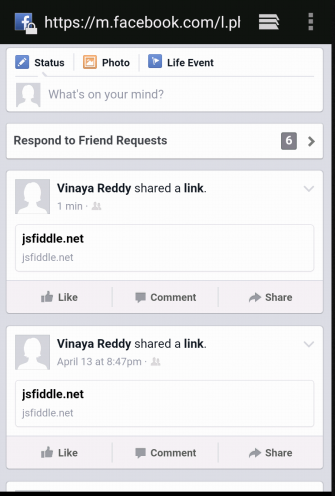 https://m.facebook.com/l.pl
Status Photo Life Event
What's on your mind?
Respond to Friend Requests 6
Vinaya Reddy shared a link.
1 min ·
jsfiddle.net
jsfiddle.net
Like Comment Share
Vinaya Reddy shared a link.
April 13 at 8:47pm ·
jsfiddle.net
jsfiddle.net
Like Comment Share